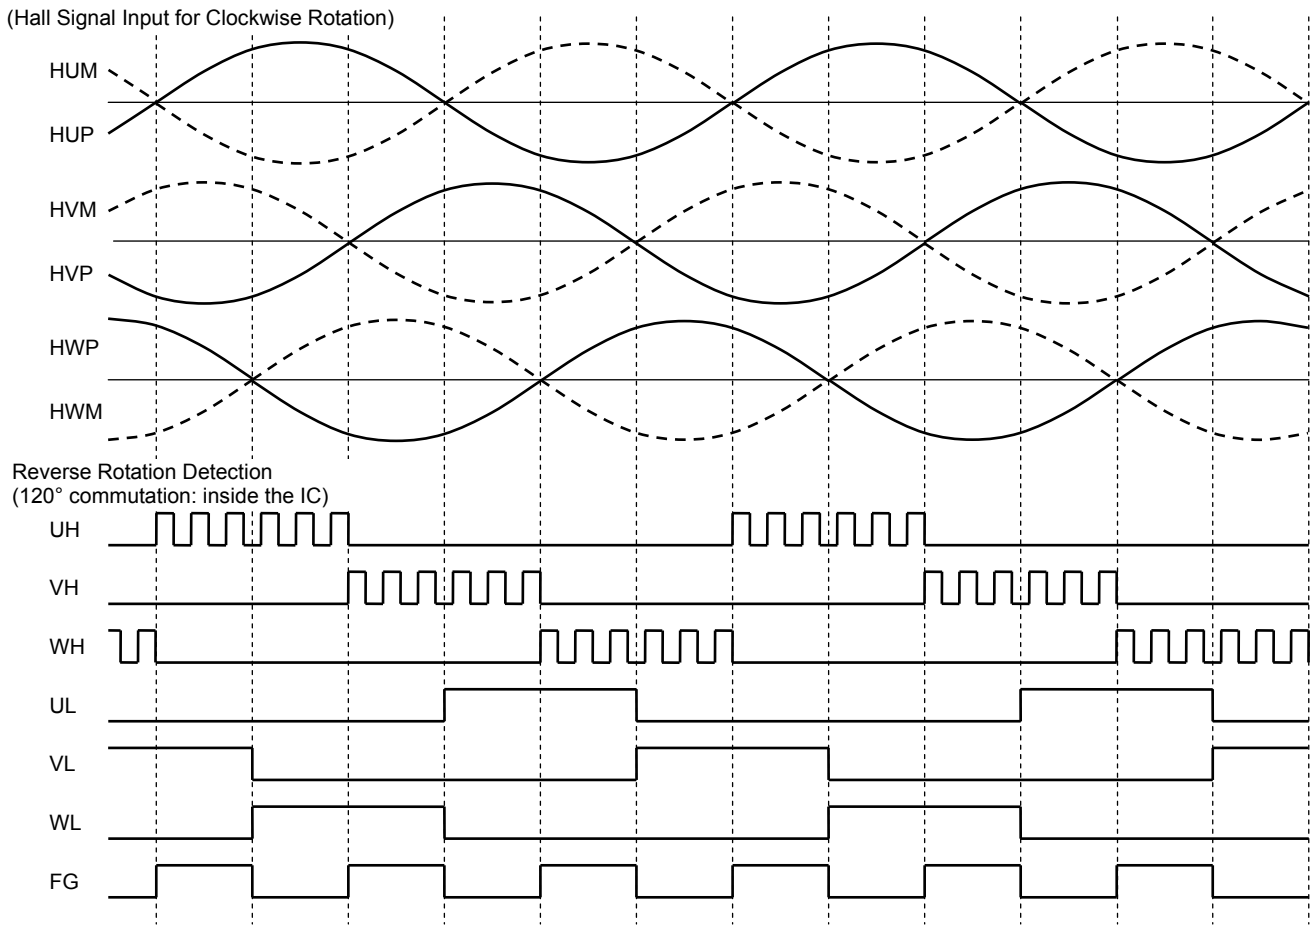 (Hall Signal Input for Clockwise Rotation)
HUM
HUP
HVM
HVP
HWP
HWM
Reverse Rotation Detection
(120° commutation: inside the IC)
UH
VH
WH
UL
VL
WL
FG